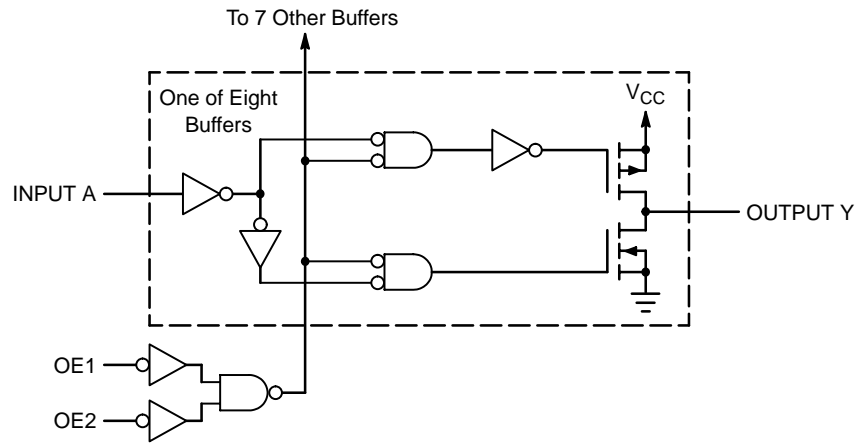 To 7 Other Buffers
One of Eight
Buffers
VCC
INPUT A
OUTPUT Y
OE1
OE2